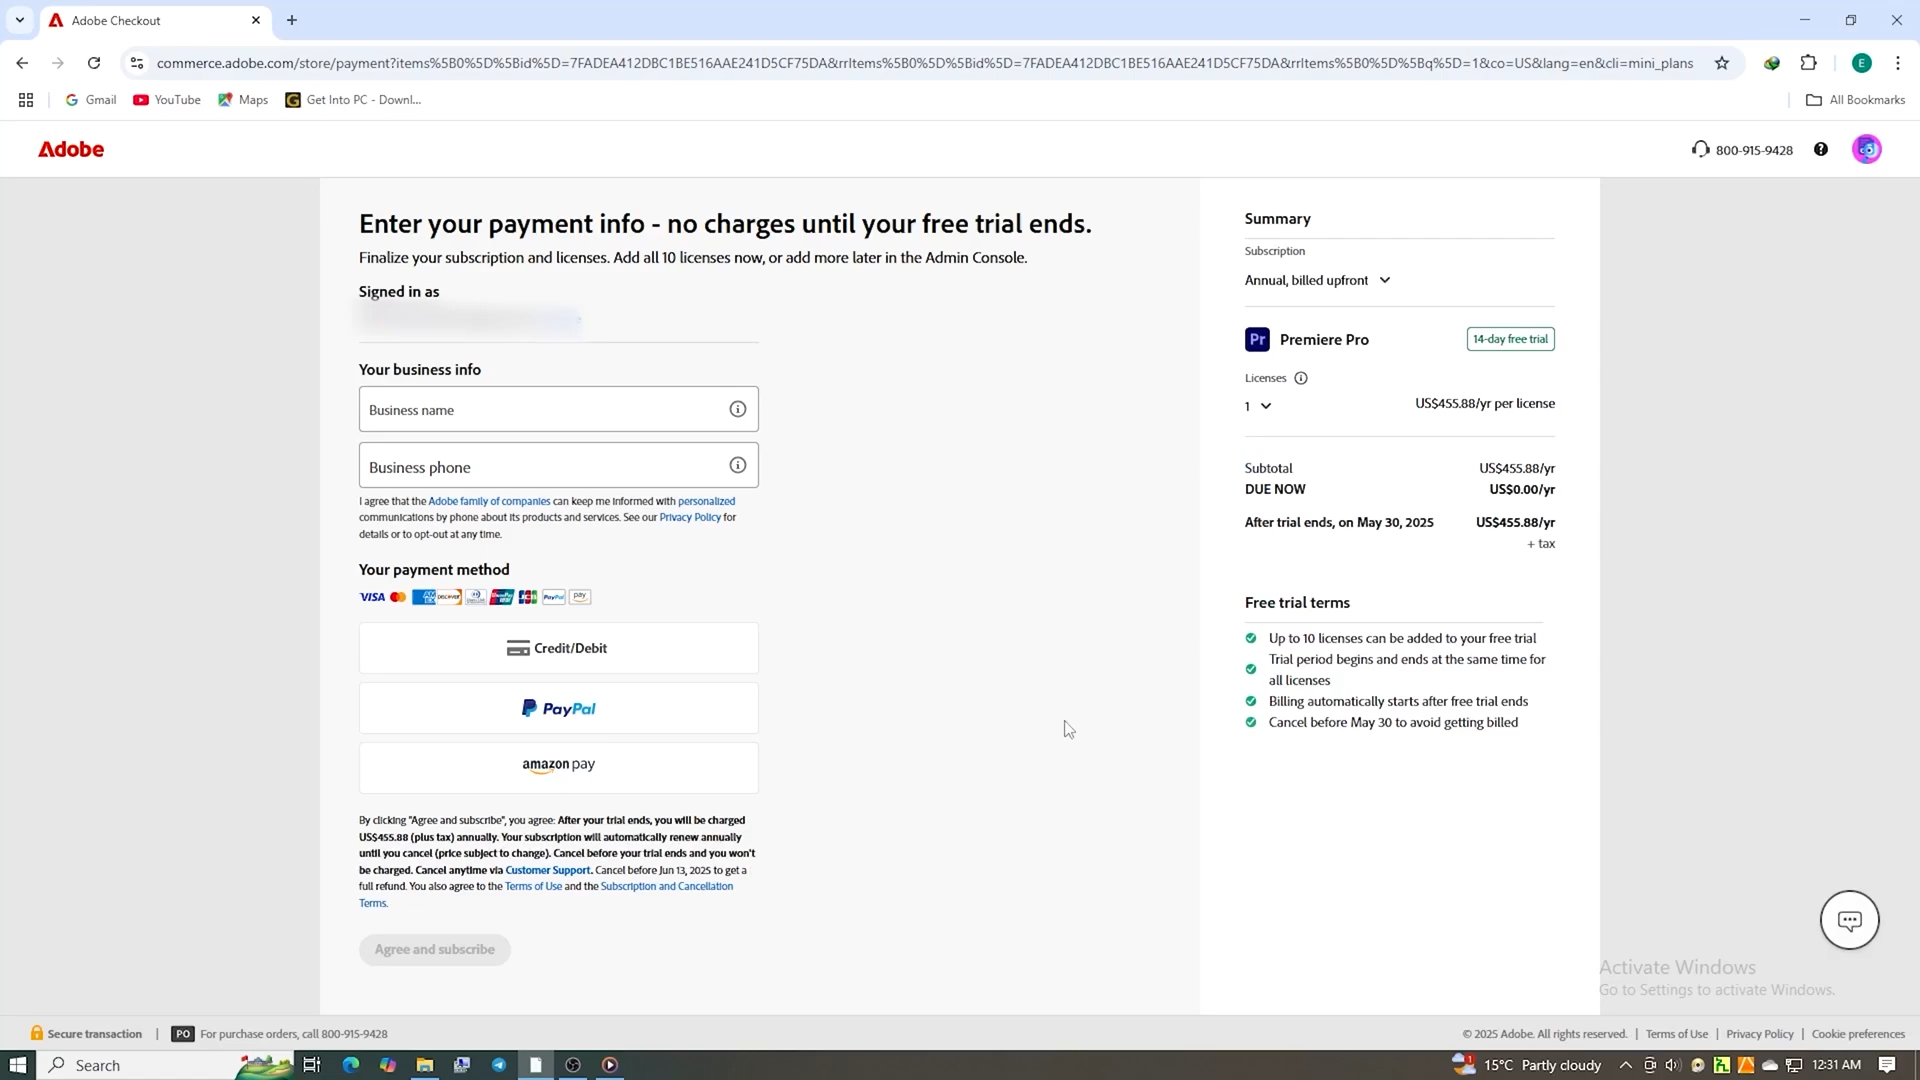 Adobe Checkout
commerce.adobe.com/store/payment?items%5B0%5D%5Bid%5D=7FADEA412DBC1BE516AAE241D5CF75DA&rrItems%5B0%5D%5Bid%5D=7FADEA412DBC1BE516AAE241D5CF75DA&rrItems%5B0%5D%5Bq%5D=1&co=US&lang=en&cli=mini_plans
E
Gmail
YouTube
Maps
Get Into PC - Downl...
All Bookmarks
Adobe
800-915-9428
Enter your payment info - no charges until your free trial ends.
Finalize your subscription and licenses. Add all 10 licenses now, or add more later in the Admin Console.
Signed in as
Your business info
Business name
Business phone
I agree that the Adobe family of companies can keep me informed with personalized
communications by phone about its products and services. See our Privacy Policy for
details or to opt-out at any time.
Your payment method
VISA
DISCOVER
JCB
PayPal
pay
Credit/Debit
PayPal
amazon pay
By clicking "Agree and subscribe", you agree: After your trial ends, you will be charged
US$455.88 (plus tax) annually. Your subscription will automatically renew annually
until you cancel (price subject to change). Cancel before your trial ends and you won't
be charged. Cancel anytime via Customer Support. Cancel before Jun 13, 2025 to get a
full refund. You also agree to the Terms of Use and the Subscription and Cancellation
Terms.
Agree and subscribe
Summary
Subscription
Annual, billed upfront
Pr
Premiere Pro
14-day free trial
Licenses
1
US$455.88/yr per license
Subtotal
US$455.88/yr
DUE NOW
US$0.00/yr
After trial ends, on May 30, 2025
US$455.88/yr
+ tax
Free trial terms
Up to 10 licenses can be added to your free trial
Trial period begins and ends at the same time for
all licenses
Billing automatically starts after free trial ends
Cancel before May 30 to avoid getting billed
Activate Windows
Go to Settings to activate Windows.
Secure transaction | PO For purchase orders, call 800-915-9428
© 2025 Adobe. All rights reserved. | Terms of Use | Privacy Policy | Cookie preferences
Search
1
15°C Partly cloudy
12:31 AM